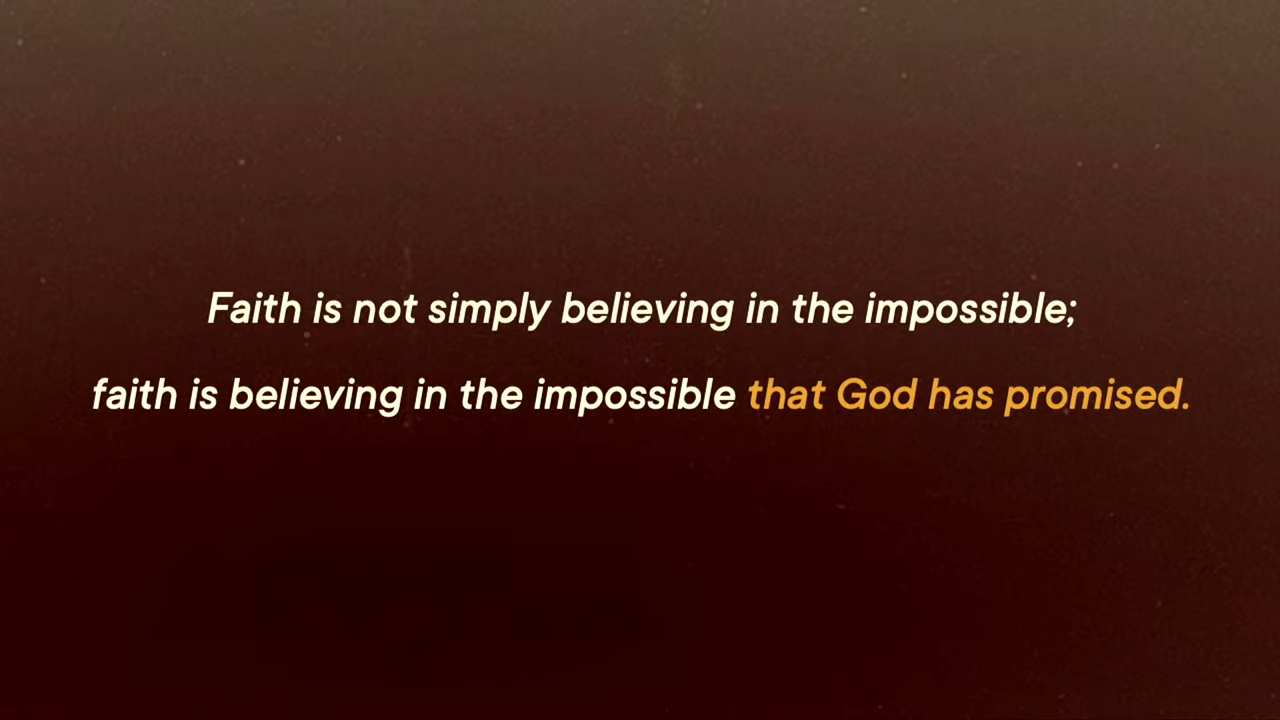 Faith is not simply believing in the impossible;
faith is believing in the impossible that God has promised.